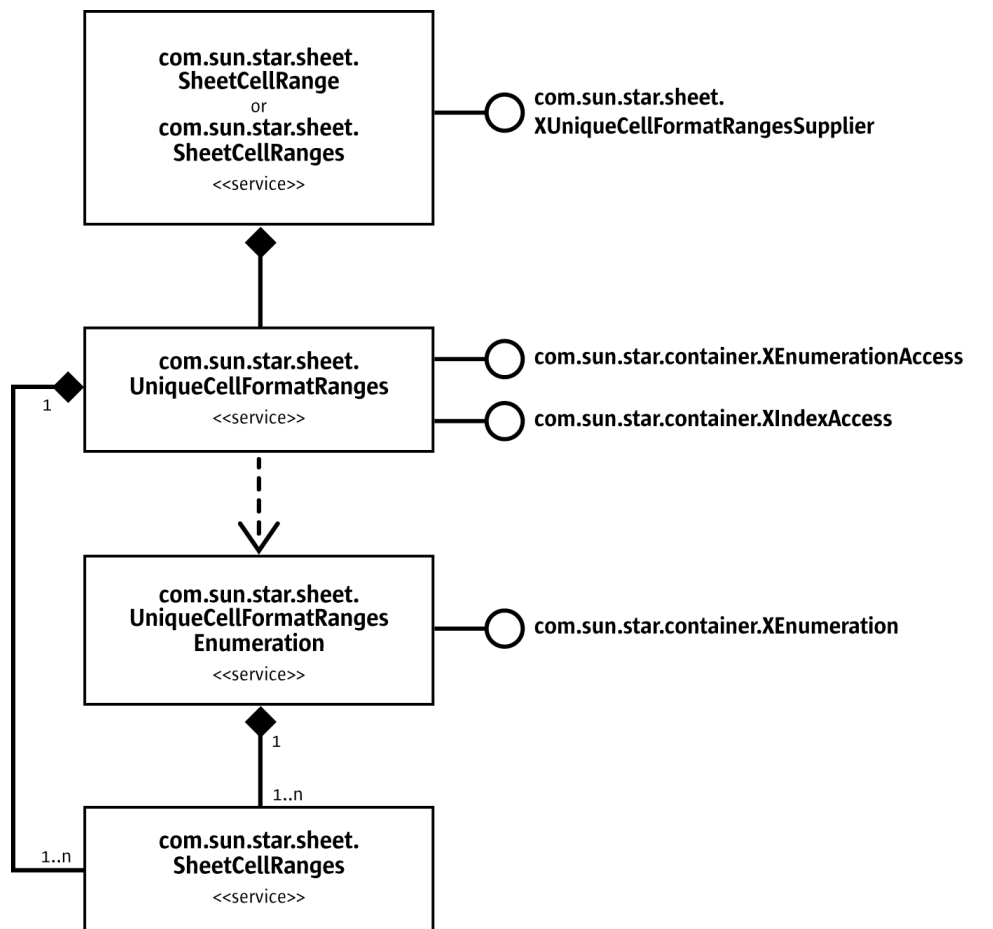 com.sun.star.sheet.
SheetCellRange
or
com.sun.star.sheet.
SheetCellRanges
<<service>>
com.sun.star.sheet.
XUniqueCellFormatRangesSupplier
com.sun.star.sheet.
UniqueCellFormatRanges
<<service>>
com.sun.star.container.XEnumerationAccess
com.sun.star.container.XIndexAccess
1
com.sun.star.sheet.
UniqueCellFormatRanges
Enumeration
<<service>>
com.sun.star.container.XEnumeration
1
1..n
com.sun.star.sheet.
SheetCellRanges
<<service>>
1..n